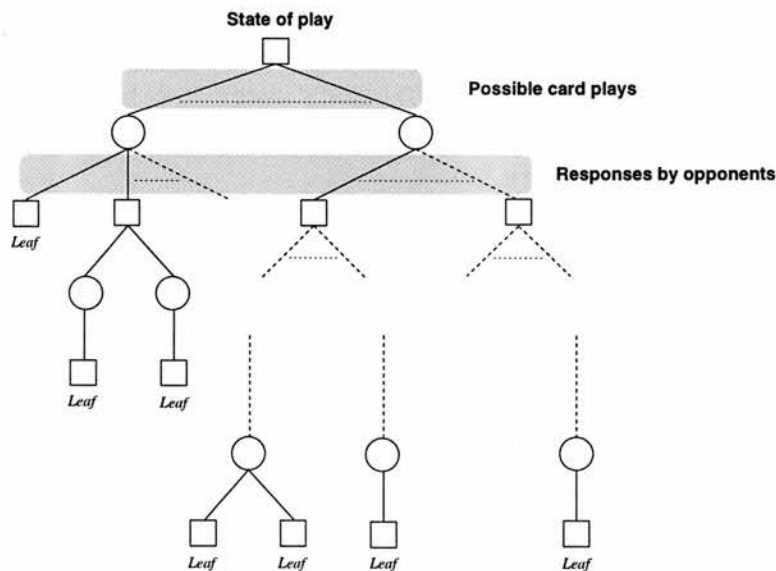 State of play
Possible card plays
Responses by opponents
Leaf
Leaf
Leaf
Leaf
Leaf
Leaf
Leaf